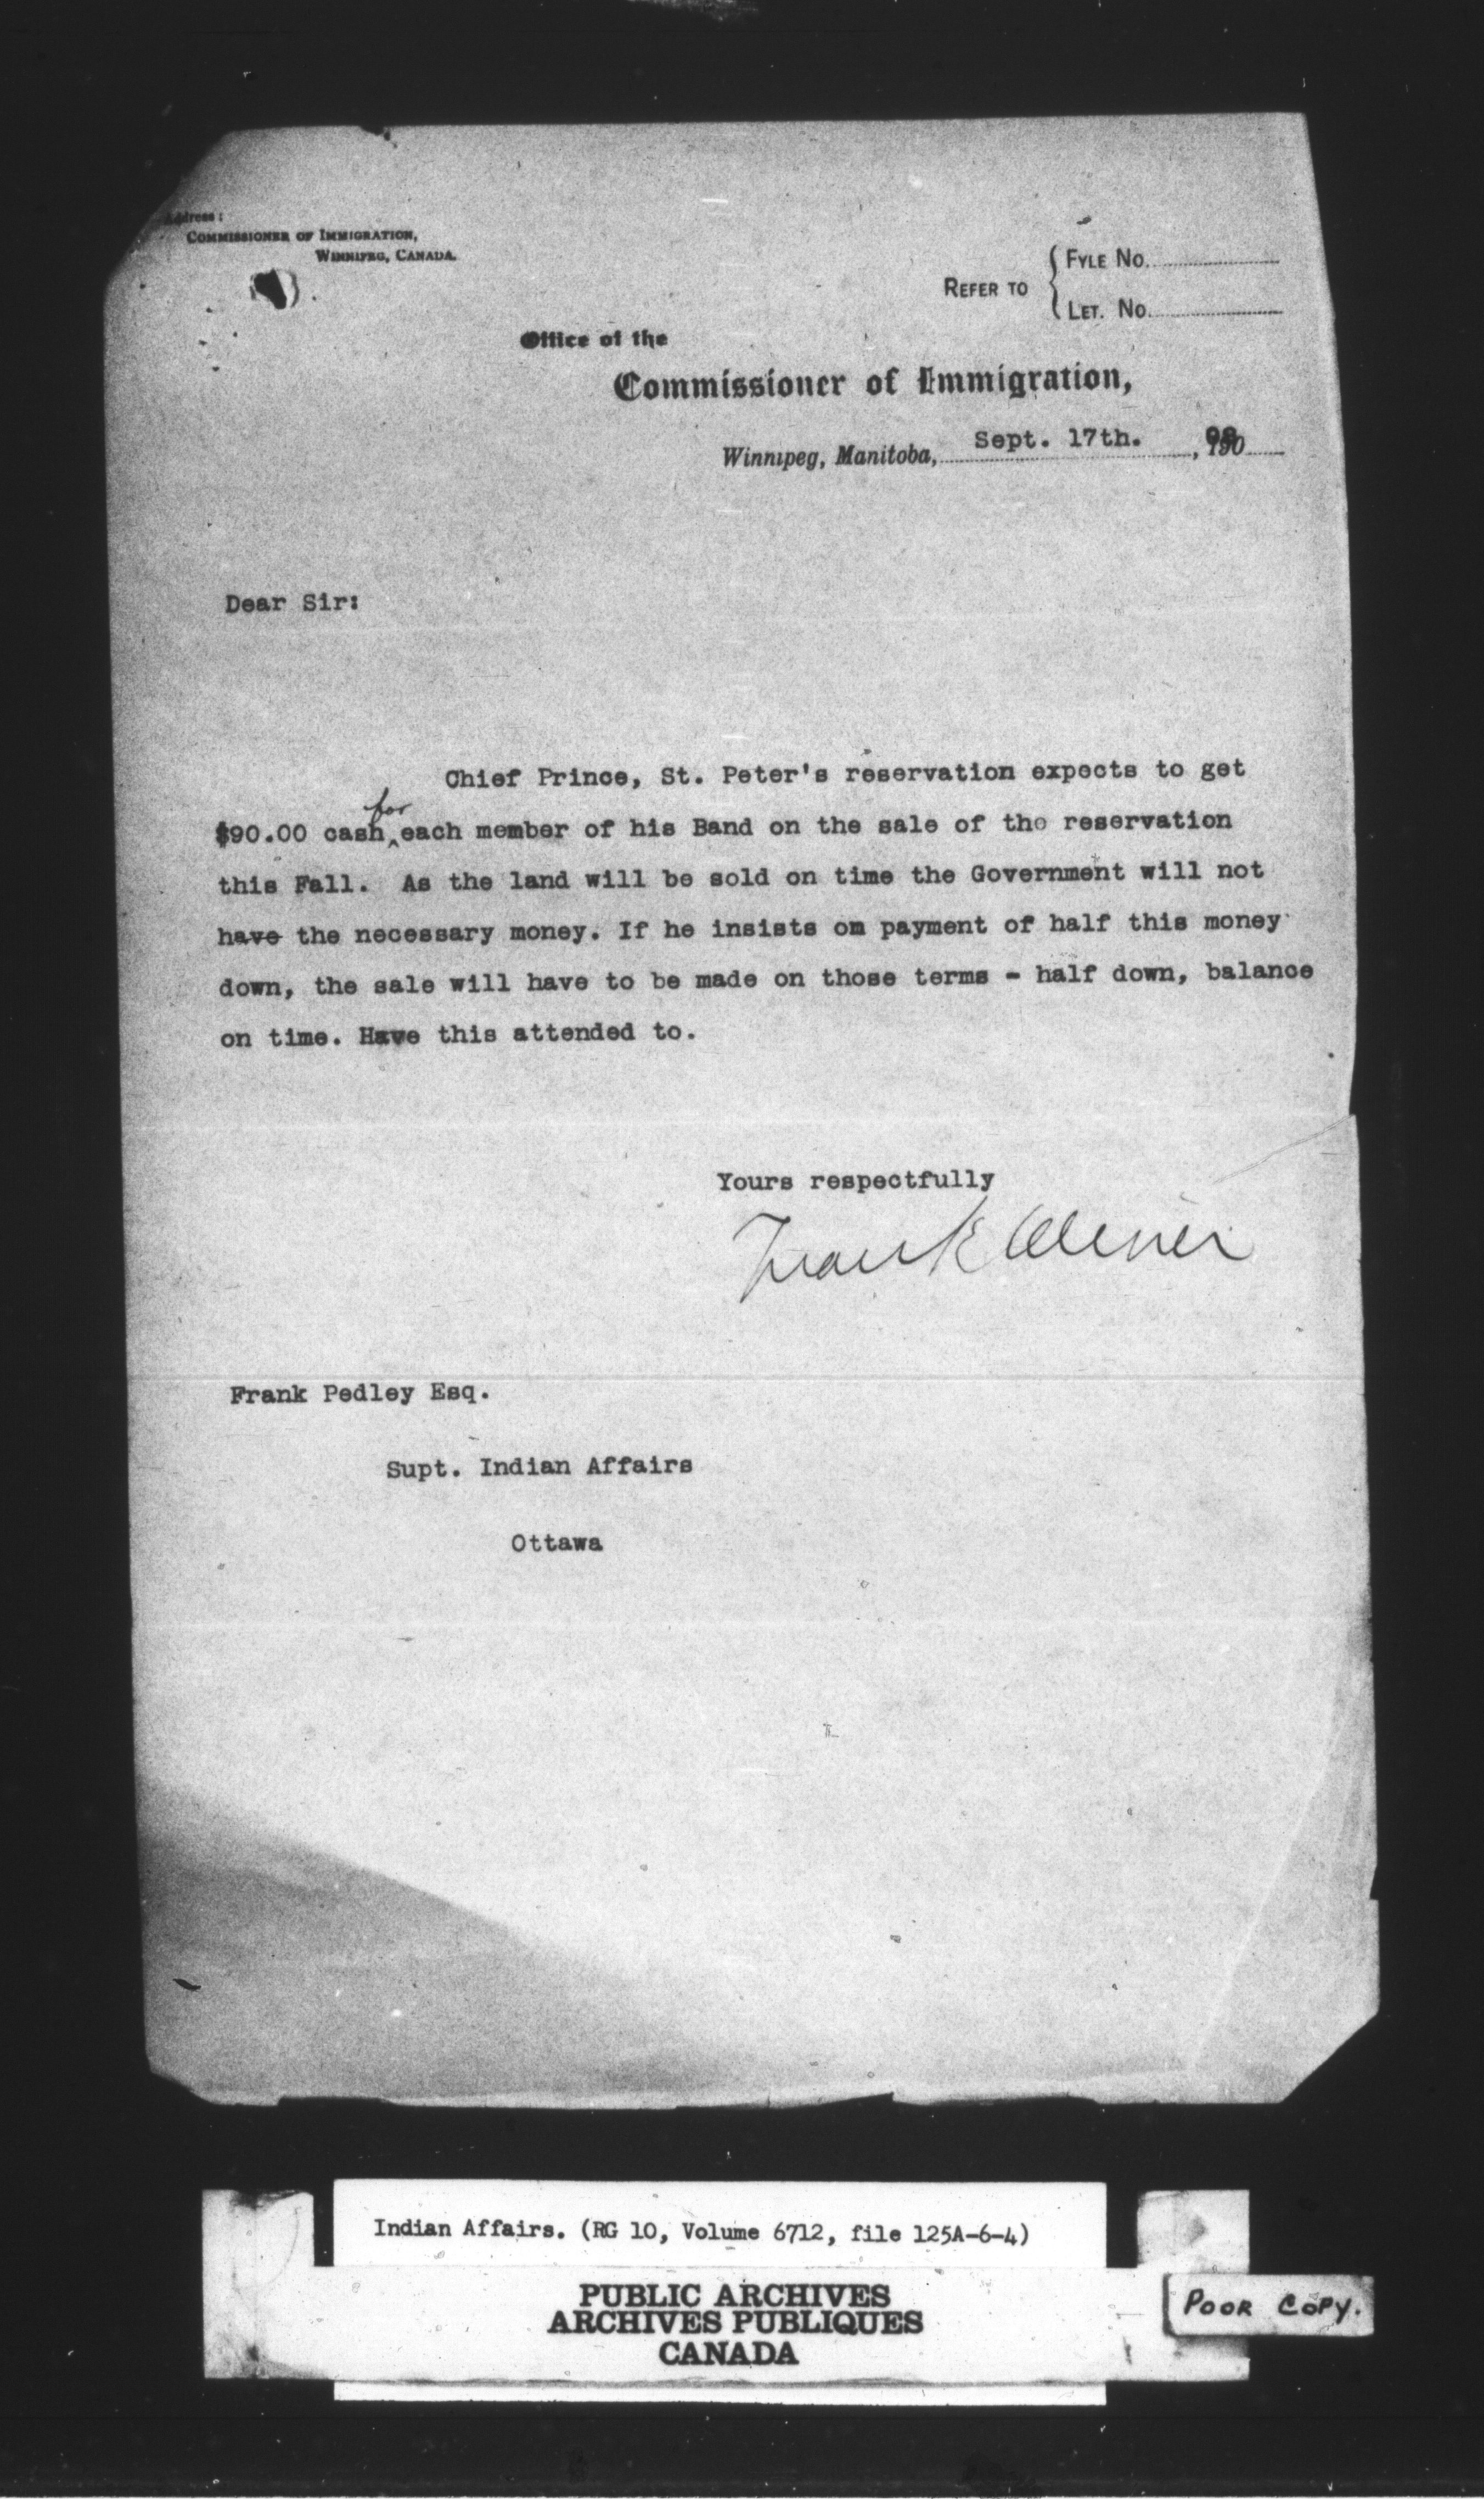 Address:
COMMISSIONER OF IMMIGRATION,
WINNIPEG, CANADA.
REFER TO
FYLE No.
LET. No.
Office of the
Commissioner of Immigration,
Winnipeg, Manitoba, Sept. 17th. , 190
Dear Sir:
Chief Prince, St. Peter's reservation expects to get
for
$90.00 cash each member of his Band on the sale of the reservation
this Fall. As the land will be sold on time the Government will not
have the necessary money. If he insists on payment of half this money
down, the sale will have to be made on those terms - half down, balance
on time. Have this attended to.
Yours respectfully
Frank Oliver
Frank Pedley Esq.
Supt. Indian Affairs
Ottawa
Indian Affairs. (RG 10, Volume 6712, file 125A-6-4)
PUBLIC ARCHIVES
ARCHIVES PUBLIQUES
CANADA
POOR COPY.